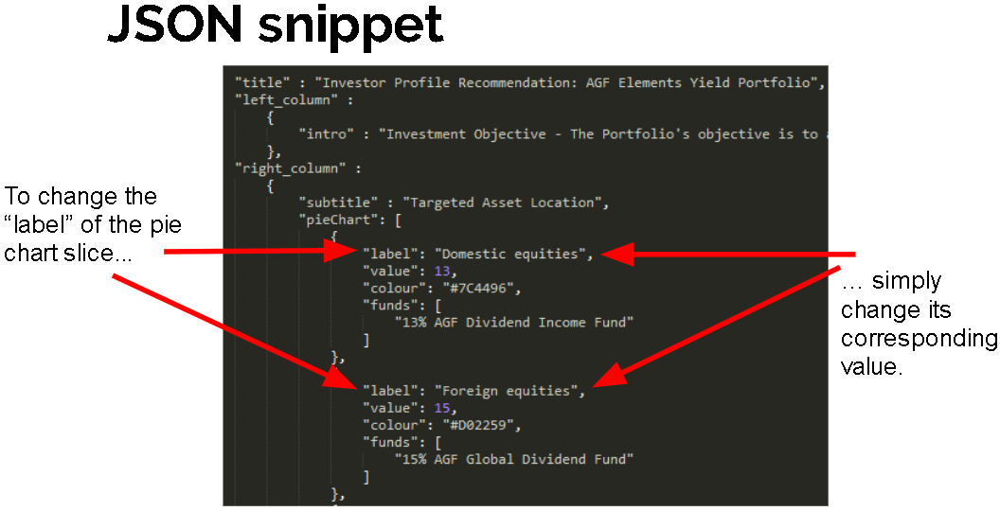 JSON snippet
"title" : "Investor Profile Recommendation: AGF Elements Yield Portfolio",
"left_column" :
{
"intro" : "Investment Objective - The Portfolio's objective is to a
},
"right_column" :
{
"subtitle" : "Targeted Asset Location",
"pieChart": [
{
"label": "Domestic equities",
"value": 13,
"colour": "#7C4496",
"funds": [
"13% AGF Dividend Income Fund"
]
},
"label": "Foreign equities",
"value": 15,
"colour": "#D02259",
"funds": [
"15% AGF Global Dividend Fund"
]
},
To change the
“label” of the pie
chart slice...
… simply
change its
corresponding
value.